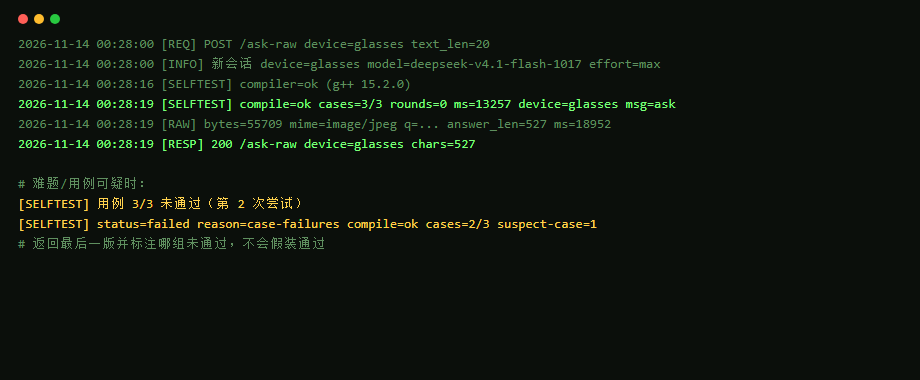 2026-11-14 00:28:00 [REQ] POST /ask-raw device=glasses text_len=20
2026-11-14 00:28:00 [INFO] 新会话 device=glasses model=deepseek-v4.1-flash-1017 effort=max
2026-11-14 00:28:16 [SELFTEST] compiler=ok (g++ 15.2.0)
2026-11-14 00:28:19 [SELFTEST] compile=ok cases=3/3 rounds=0 ms=13257 device=glasses msg=ask
2026-11-14 00:28:19 [RAW] bytes=55709 mime=image/jpeg q=... answer_len=527 ms=18952
2026-11-14 00:28:19 [RESP] 200 /ask-raw device=glasses chars=527
# 难题/用例可疑时:
[SELFTEST] 用例 3/3 未通过（第 2 次尝试）
[SELFTEST] status=failed reason=case-failures compile=ok cases=2/3 suspect-case=1
# 返回最后一版并标注哪组未通过，不会假装通过